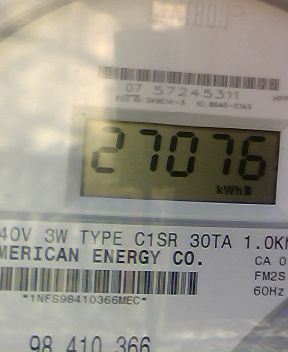 07 57245311
27076
kWh
40V 3W TYPE C1SR 30TA 1.0K
MERICAN ENERGY CO.
CA 0
FM2S
*1NFS98410366MEC*
60Hz
98 410 366